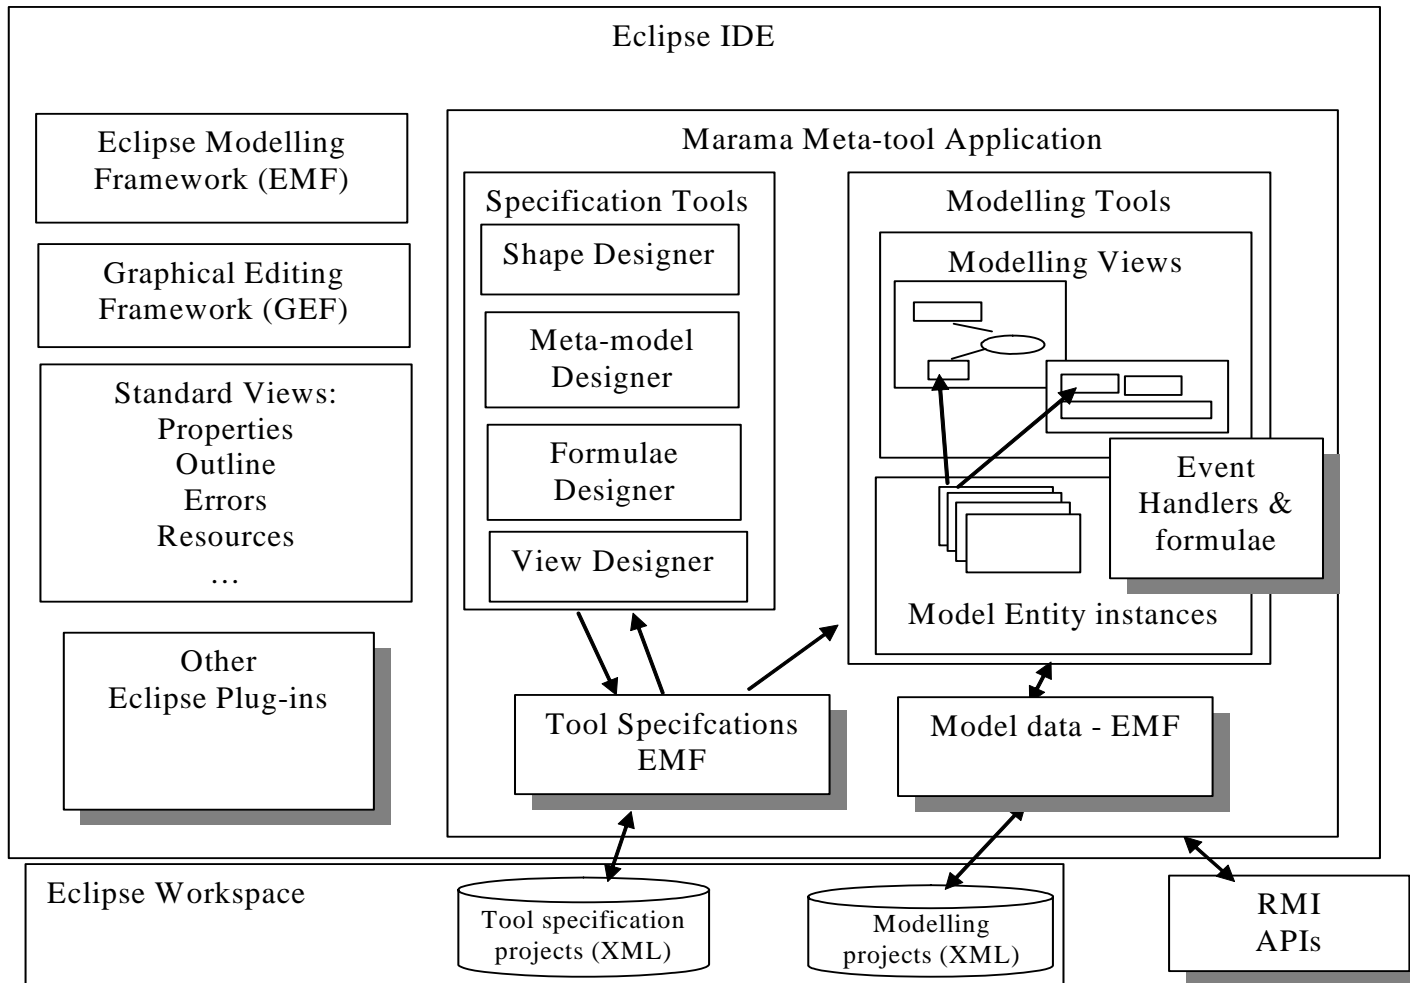 Eclipse IDE
Eclipse Modelling
Framework (EMF)
Graphical Editing
Framework (GEF)
Standard Views:
Properties
Outline
Errors
Resources
…
Other
Eclipse Plug-ins
Marama Meta-tool Application
Specification Tools
Shape Designer
Meta-model
Designer
Formulae
Designer
View Designer
Modelling Tools
Modelling Views
Event
Handlers &
formulae
Model Entity instances
Tool Specifcations
EMF
Model data - EMF
Eclipse Workspace
Tool specification
projects (XML)
Modelling
projects (XML)
RMI
APIs